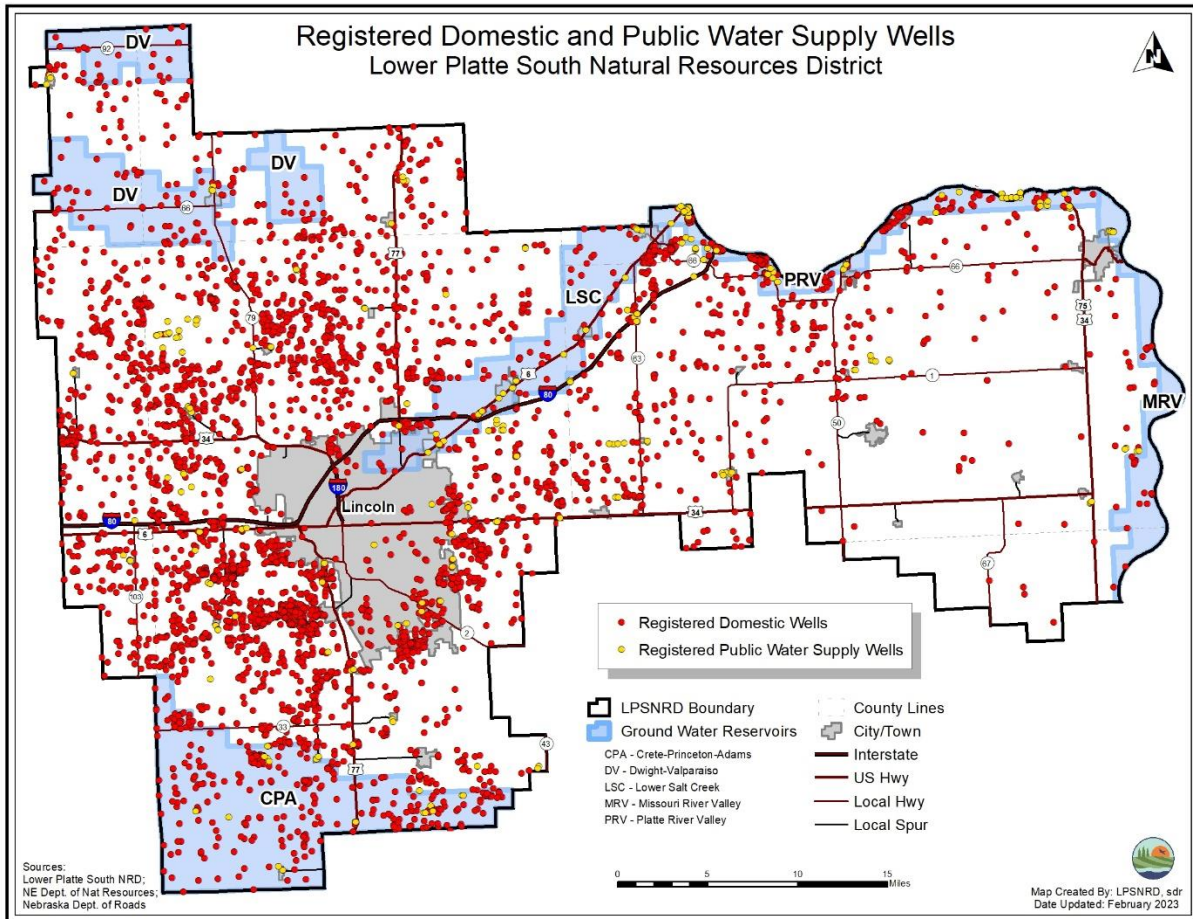 Registered Domestic and Public Water Supply Wells
Lower Platte South Natural Resources District
N
DV
92
DV
DV
66
77
79
34
LSC
6
80
63
68
PRV
66
75
34
1
50
MRV
180
Lincoln
80
6
103
34
67
2
33
77
43
CPA
Registered Domestic Wells
Registered Public Water Supply Wells
LPSNRD Boundary
Ground Water Reservoirs
CPA - Crete-Princeton-Adams
DV - Dwight-Valparaiso
LSC - Lower Salt Creek
MRV - Missouri River Valley
PRV - Platte River Valley
County Lines
City/Town
Interstate
US Hwy
Local Hwy
Local Spur
0 5 10 15
Miles
Sources:
Lower Platte South NRD;
NE Dept. of Nat Resources;
Nebraska Dept. of Roads
Map Created By: LPSNRD, sdr
Date Updated: February 2023